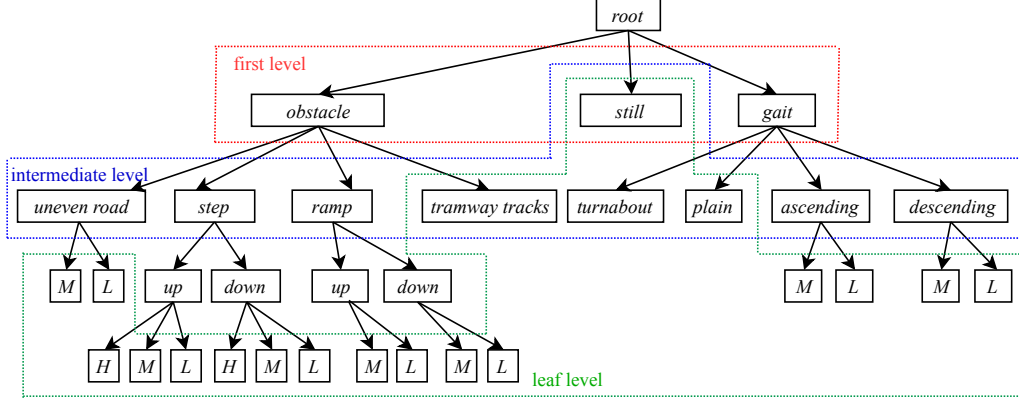 root
first level
obstacle
still
gait
intermediate level
uneven road
step
ramp
tramway tracks
turnabout
plain
ascending
descending
M
L
up
down
up
down
M
L
M
L
H
M
L
H
M
L
M
L
M
L
leaf level